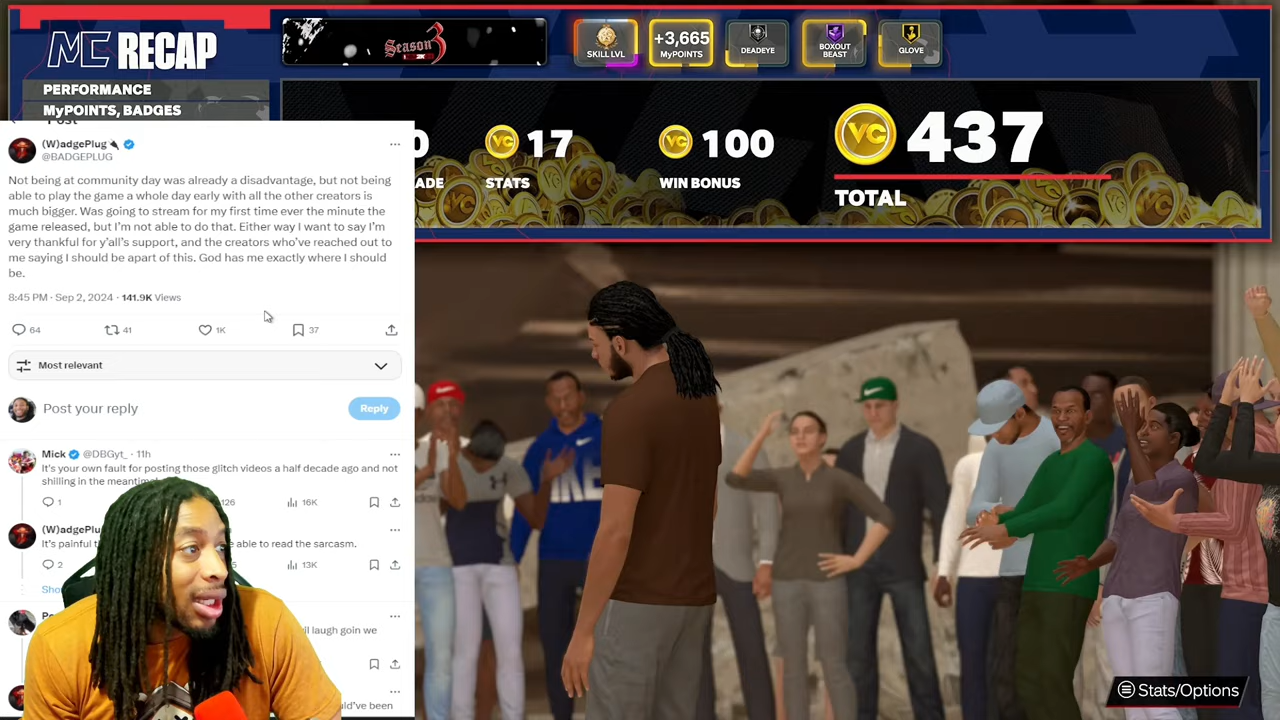 MC RECAP
PERFORMANCE
MyPOINTS, BADGES
Season 3
SKILL LVL
+3,665
MyPOINTS
DEADEYE
BOXOUT
BEAST
GLOVE
17
STATS
100
WIN BONUS
VC
437
TOTAL
Post
(W)adgePlug
@BADGEPLUG
Not being at community day was already a disadvantage, but not being
able to play the game a whole day early with all the other creators is
much bigger. Was going to stream for my first time ever the minute the
game released, but I'm not able to do that. Either way I want to say I'm
very thankful for y'all's support, and the creators who've reached out to
me saying I should be apart of this. God has me exactly where I should
be.
8:45 PM · Sep 2, 2024 · 141.9K Views
64 41 1K 37
Most relevant
Post your reply
Reply
Mick @DBGyt_ · 11h
It's your own fault for posting those glitch videos a half decade ago and not
shilling in the meantime
1 126 16K
(W)adgePlu
It's painful able to read the sarcasm.
2 13K
laugh goin we
Stats/Options